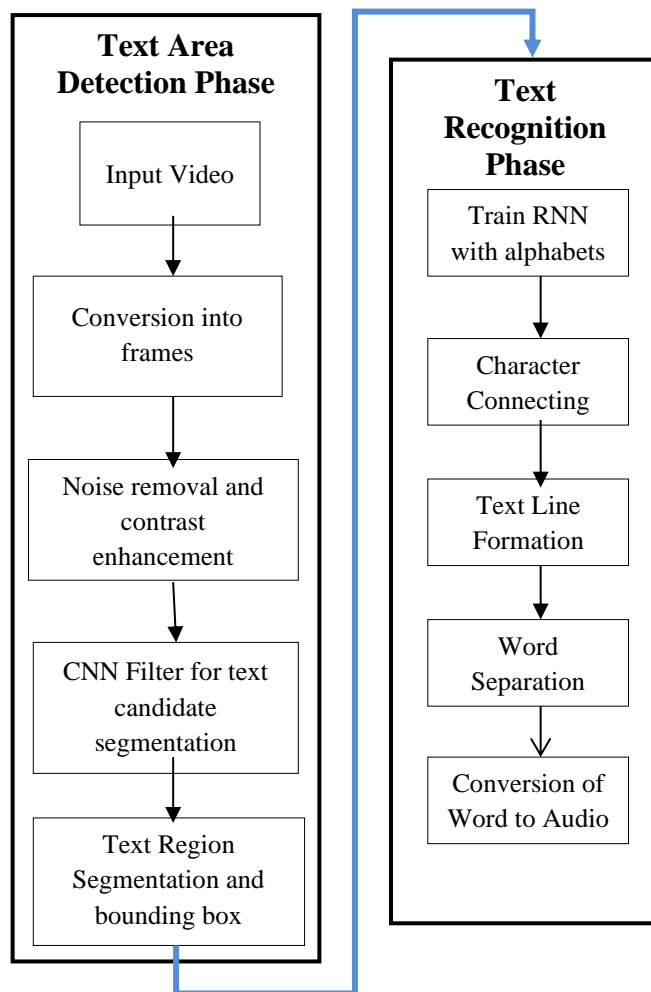 Text Area
Detection Phase
Input Video
Conversion into
frames
Noise removal and
contrast
enhancement
CNN Filter for text
candidate
segmentation
Text Region
Segmentation and
bounding box
Text
Recognition
Phase
Train RNN
with alphabets
Character
Connecting
Text Line
Formation
Word
Separation
Conversion of
Word to Audio